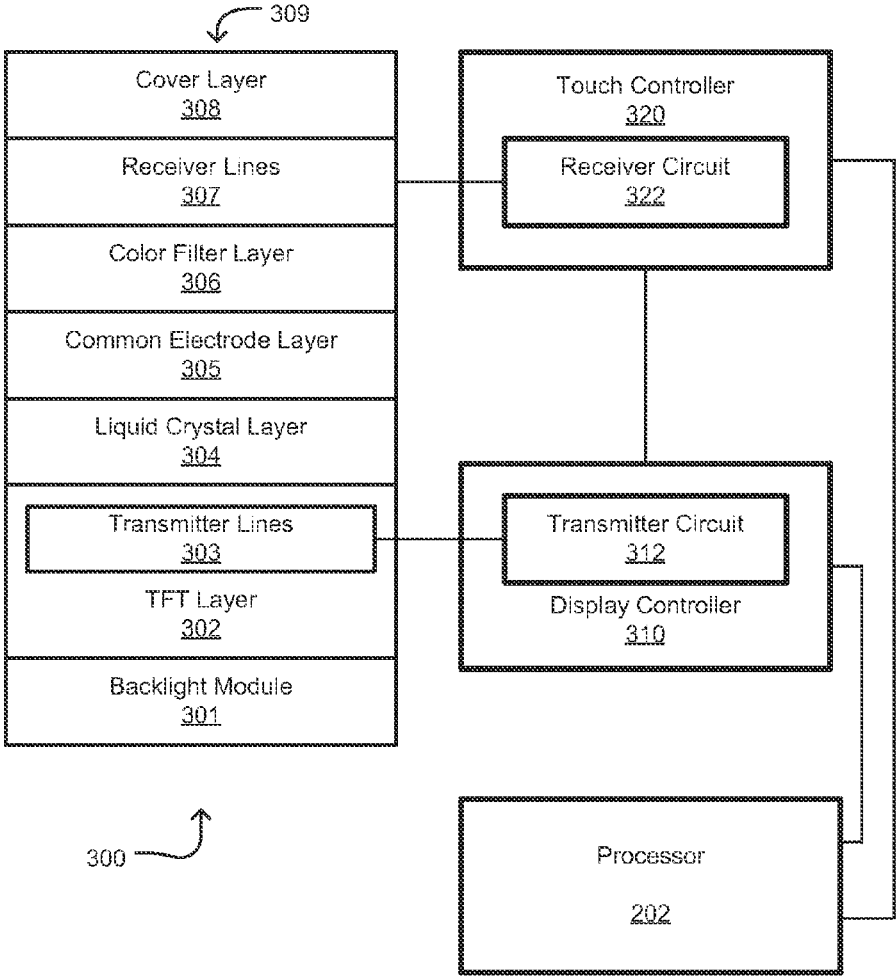 309
Cover Layer
308
Receiver Lines
307
Color Filter Layer
306
Common Electrode Layer
305
Liquid Crystal Layer
304
Transmitter Lines
303
TFT Layer
302
Backlight Module
301
300
Touch Controller
320
Receiver Circuit
322
Transmitter Circuit
312
Display Controller
310
Processor
202